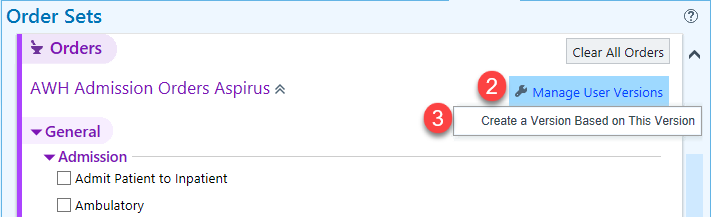 Order Sets
?
Orders
Clear All Orders
AWH Admission Orders Aspirus
2
Manage User Versions
3
Create a Version Based on This Version
General
Admission
Admit Patient to Inpatient
Ambulatory